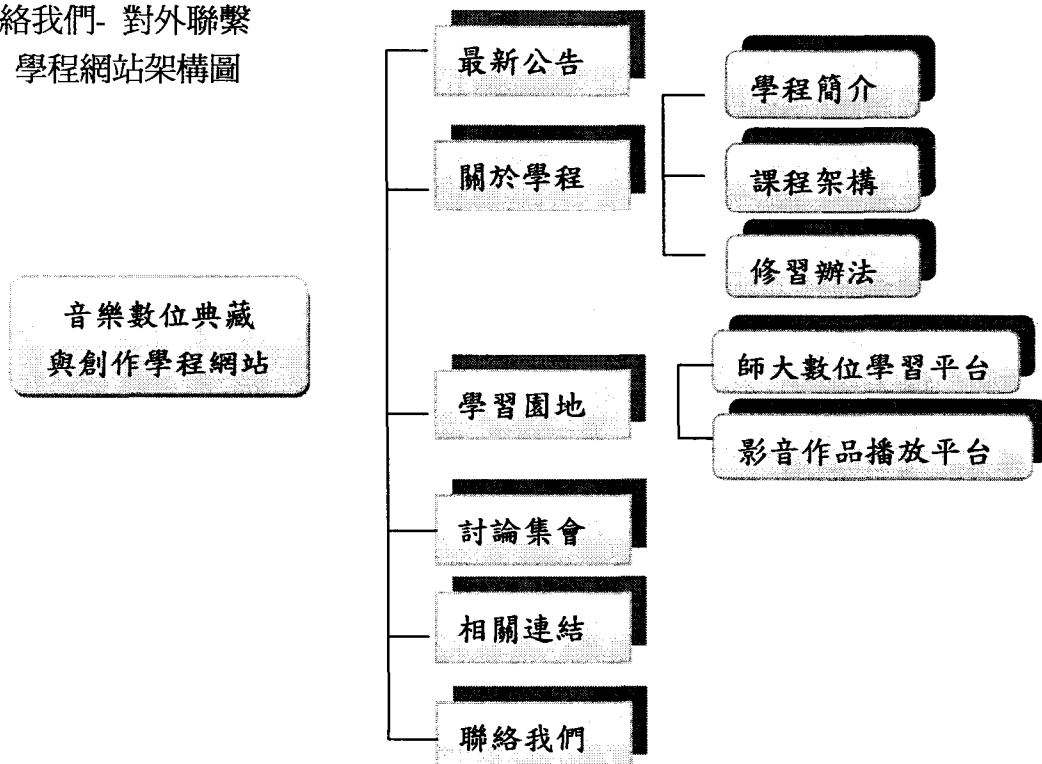 絡我們- 對外聯繫
學程網站架構圖
音樂數位典藏
與創作學程網站
最新公告
關於學程
學程簡介
課程架構
修習辦法
學習園地
師大數位學習平台
影音作品播放平台
討論集會
相關連結
聯絡我們